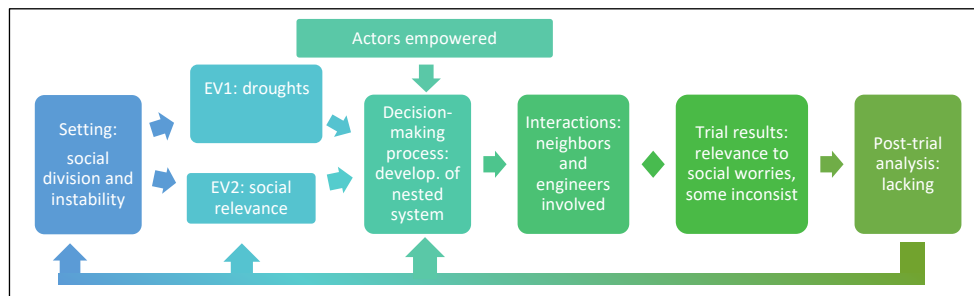 Actors empowered
EV1: droughts
Setting:
social
division and
instability
EV2: social
relevance
Decision-
making
process:
develop. of
nested
system
Interactions:
neighbors
and
engineers
involved
Trial results:
relevance to
social worries,
some inconsist
Post-trial
analysis:
lacking